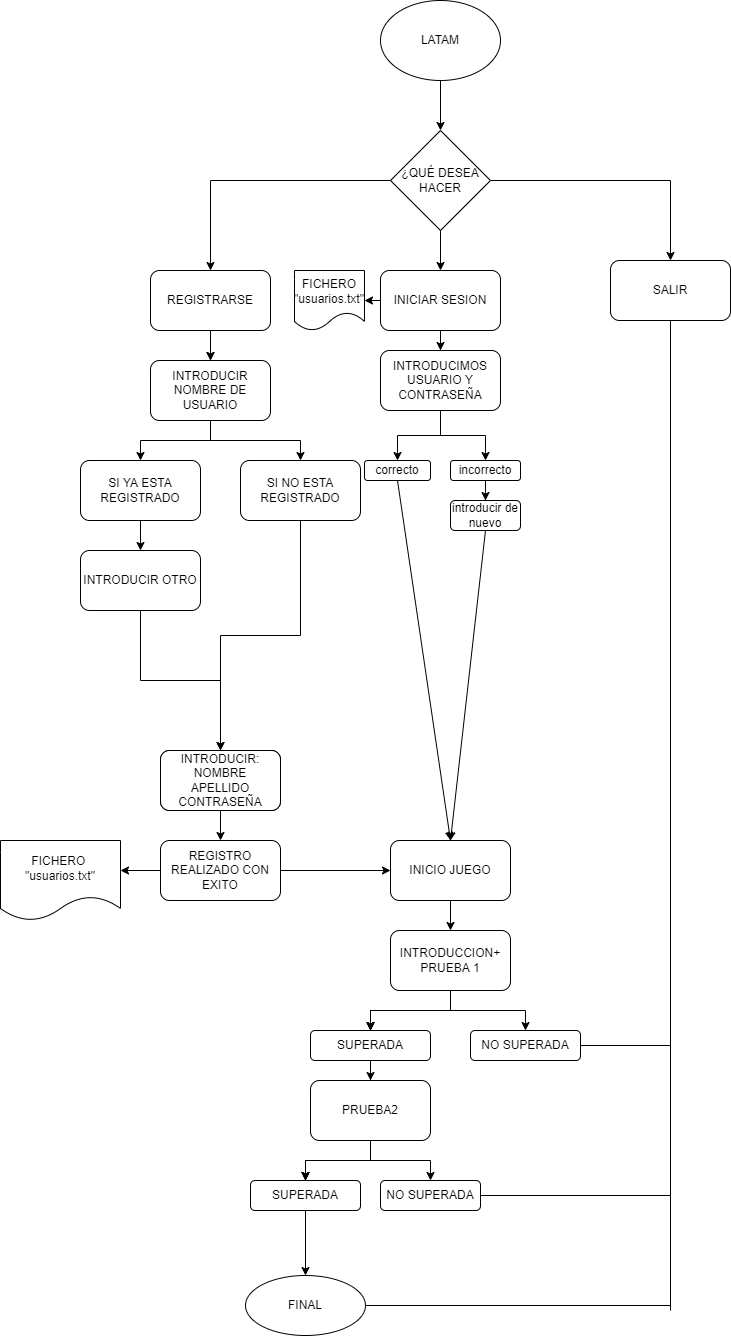 LATAM
¿QUÉ DESEA
HACER
REGISTRARSE
FICHERO
"usuarios.txt"
INICIAR SESION
SALIR
INTRODUCIR
NOMBRE DE
USUARIO
INTRODUCIMOS
USUARIO Y
CONTRASEÑA
SI YA ESTA
REGISTRADO
SI NO ESTA
REGISTRADO
correcto
incorrecto
introducir de
nuevo
INTRODUCIR OTRO
INTRODUCIR:
NOMBRE
APELLIDO
CONTRASEÑA
FICHERO
"usuarios.txt"
REGISTRO
REALIZADO CON
EXITO
INICIO JUEGO
INTRODUCCION+
PRUEBA 1
SUPERADA
NO SUPERADA
PRUEBA2
SUPERADA
NO SUPERADA
FINAL